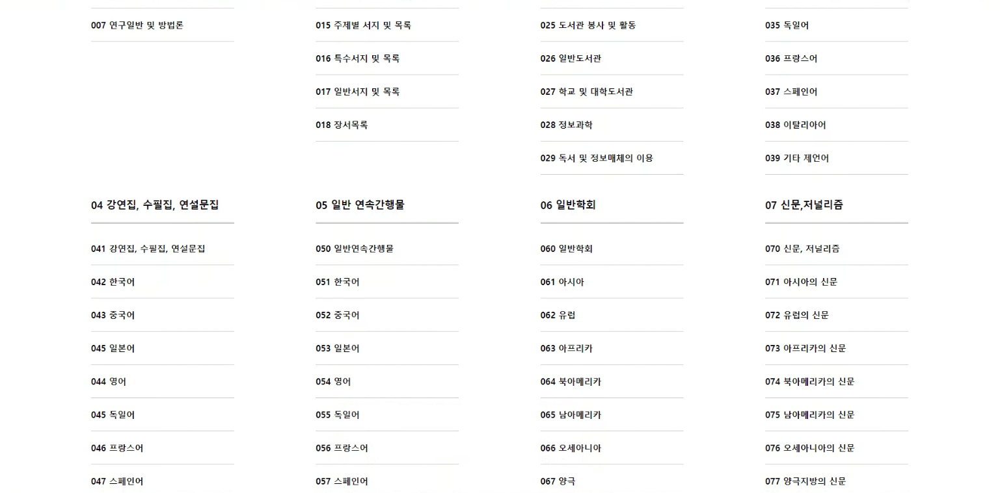 007 연구일반 및 방법론
015 주제별 서지 및 목록
016 특수서지 및 목록
017 일반서지 및 목록
018 장서목록
025 도서관 봉사 및 활동
026 일반도서관
027 학교 및 대학도서관
028 정보과학
029 독서 및 정보매체의 이용
035 독일어
036 프랑스어
037 스페인어
038 이탈리아어
039 기타 제언어
04 강연집, 수필집, 연설문집
041 강연집, 수필집, 연설문집
042 한국어
043 중국어
045 일본어
044 영어
045 독일어
046 프랑스어
047 스페인어
05 일반 연속간행물
050 일반연속간행물
051 한국어
052 중국어
053 일본어
054 영어
055 독일어
056 프랑스어
057 스페인어
06 일반학회
060 일반학회
061 아시아
062 유럽
063 아프리카
064 북아메리카
065 남아메리카
066 오세아니아
067 양극
07 신문,저널리즘
070 신문, 저널리즘
071 아시아의 신문
072 유럽의 신문
073 아프리카의 신문
074 북아메리카의 신문
075 남아메리카의 신문
076 오세아니아의 신문
077 양극지방의 신문